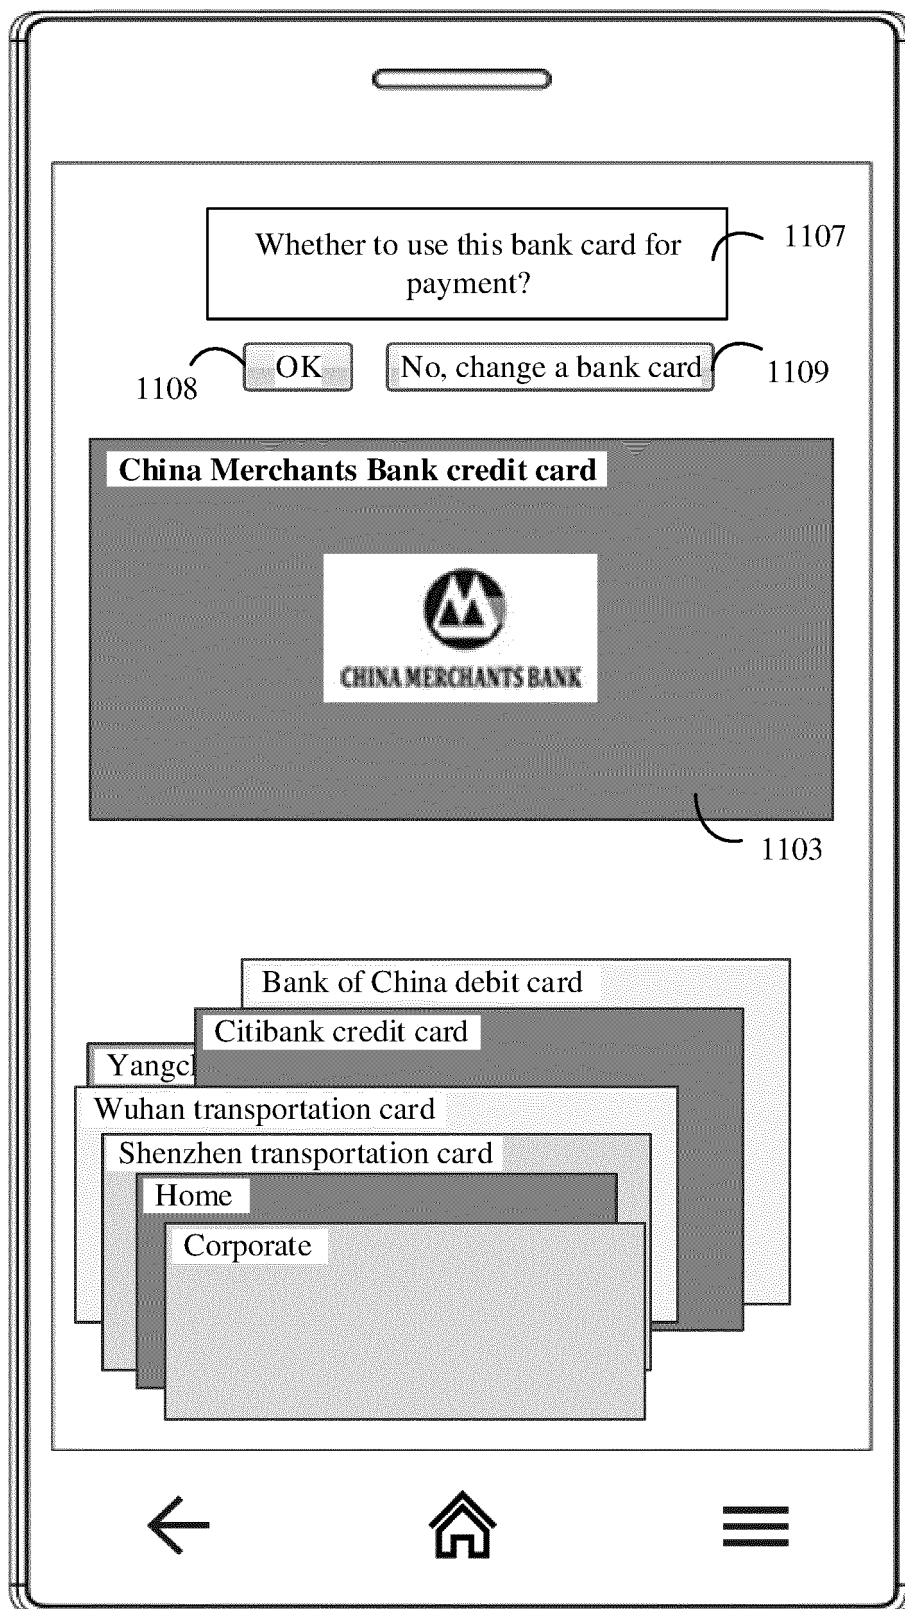 Whether to use this bank card for
payment?
1107
OK
No, change a bank card
1108
1109
China Merchants Bank credit card
CHINA MERCHANTS BANK
1103
Bank of China debit card
Citibank credit card
Wuhan transportation card
Shenzhen transportation card
Home
Corporate